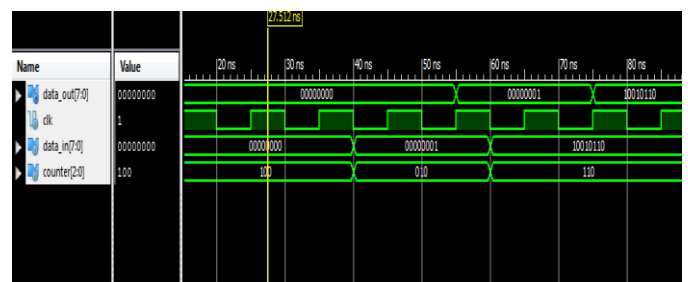 27.512 ns
Name Value 20 ns 30 ns 40 ns 50 ns 60 ns 70 ns 80 ns
data_out[7:0] 00000000 00000000 00000001 10010110
clk 1
data_in[7:0] 00000000 00000000 00000001 10010110
counter[2:0] 100 100 010 110